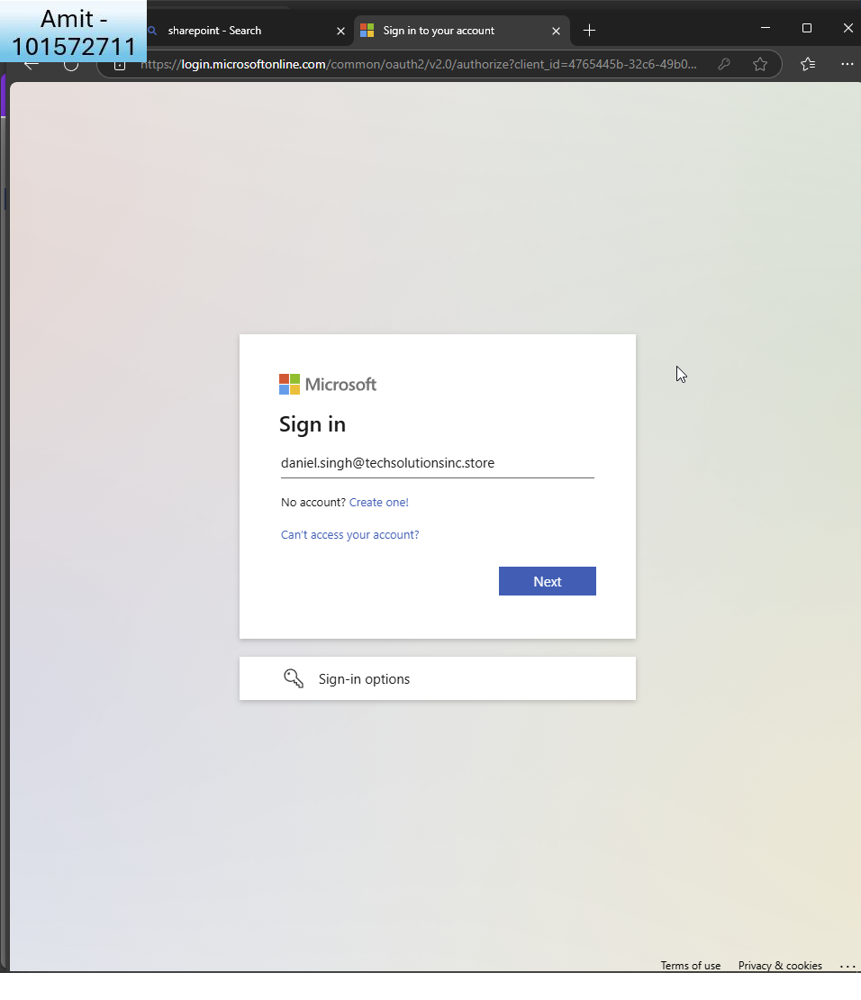 Amit -
101572711
sharepoint - Search
Sign in to your account
https://login.microsoftonline.com/common/oauth2/v2.0/authorize?client_id=4765445b-32c6-49b0...
Microsoft
Sign in
daniel.singh@techsolutionsinc.store
No account? Create one!
Can't access your account?
Next
Sign-in options
Terms of use Privacy & cookies ...